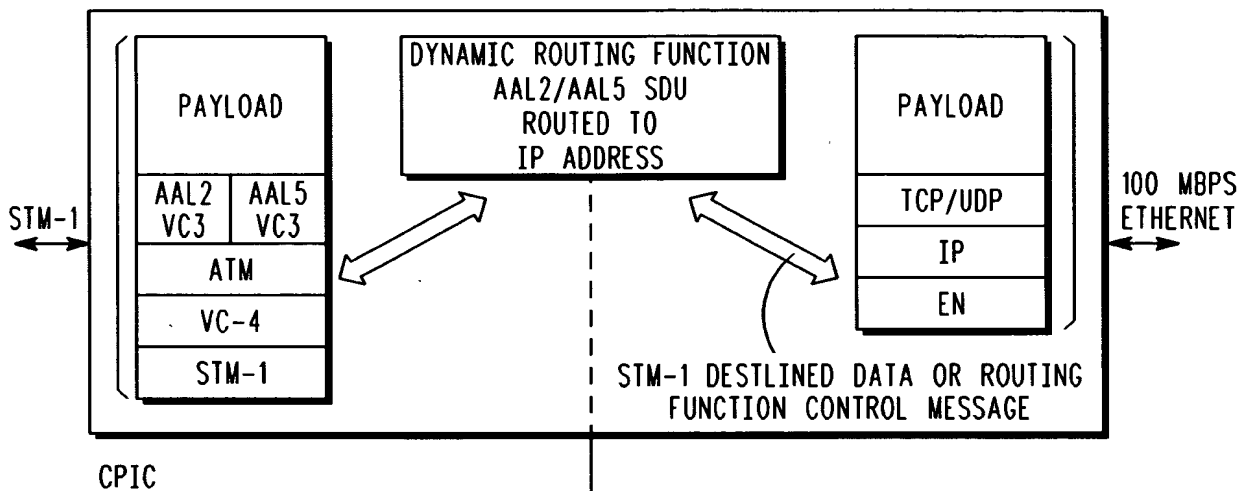 PAYLOAD
AAL2
VC3
AAL5
VC3
ATM
VC-4
STM-1
STM-1
DYNAMIC ROUTING FUNCTION
AAL2/AAL5 SDU
ROUTED TO
IP ADDRESS
PAYLOAD
TCP/UDP
IP
EN
100 MBPS
ETHERNET
STM-1 DESTLINED DATA OR ROUTING
FUNCTION CONTROL MESSAGE
CPIC